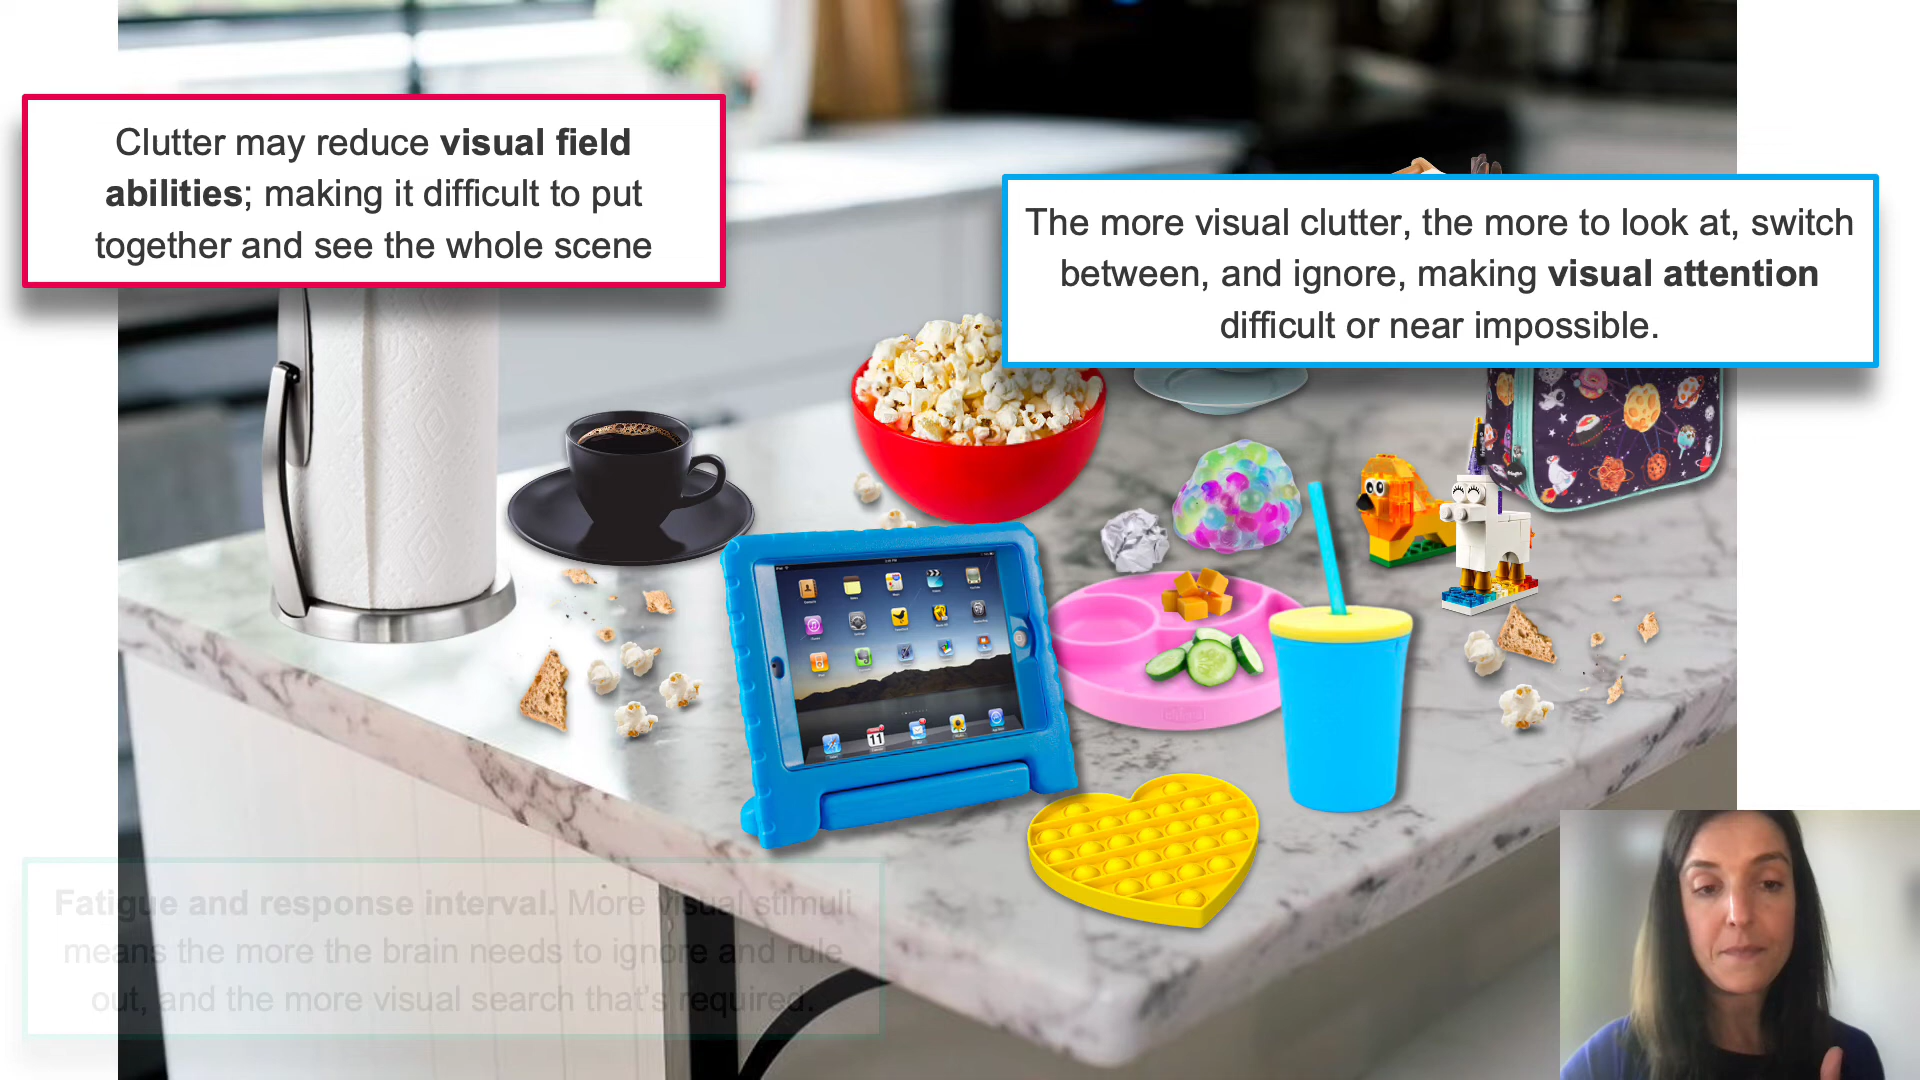 Clutter may reduce visual field
abilities; making it difficult to put
together and see the whole scene
The more visual clutter, the more to look at, switch
between, and ignore, making visual attention
difficult or near impossible.
11
Fatigue and response interval. More visual stimuli
means the more the brain needs to ignore and rule
out, and the more visual search that's required.